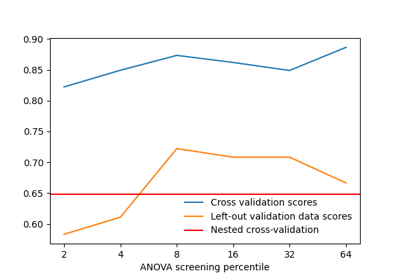 0.90
0.85
0.80
0.75
0.70
0.65
0.60
Cross validation scores
Left-out validation data scores
Nested cross-validation
2 4 8 16 32 64
ANOVA screening percentile